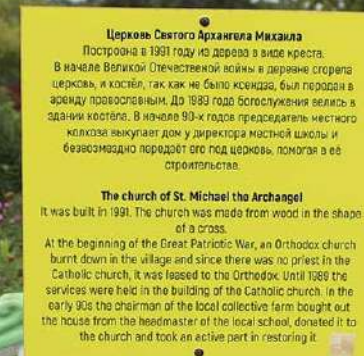 Церковь Святого Архангела Михаила
Построена в 1991 году из дерева в виде креста.
В начале Великой Отечественной войны в деревне сгорела
церковь, и костёл, так как не было ксендза, был передан в
аренду православным. До 1989 года богослужения велись в
здании костёла. В начале 90-х годов председатель местного
колхоза выкупает дом у директора местной школы и
безвозмездно передаёт его под церковь, помогая в её
строительстве.
The church of St. Michael the Archangel
It was built in 1991. The church was made from wood in the shape
of a cross.
At the beginning of the Great Patriotic War, an Orthodox church
burnt down in the village and since there was no priest in the
Catholic church, it was leased to the Orthodox. Until 1989 the
services were held in the building of the Catholic church. In the
early 90s the chairman of the local collective farm bought out
the house from the headmaster of the local school, donated it to
the church and took an active part in restoring it.